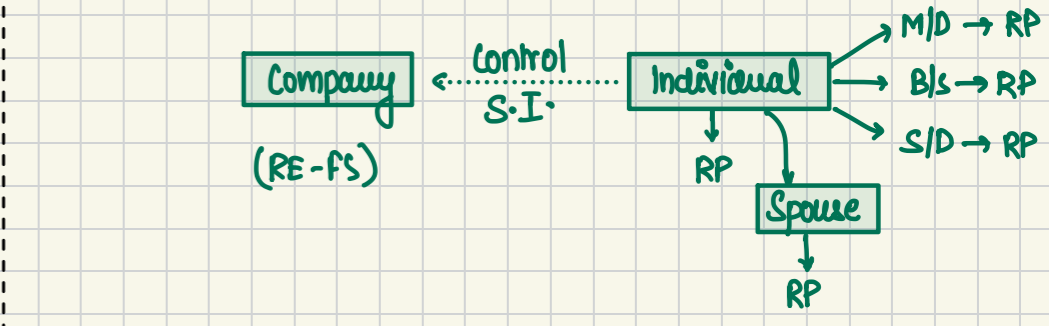 M/D → RP
Company
Control
S.I.
Individual
B/s → RP
S/D → RP
(RE-FS)
RP
Spouse
RP